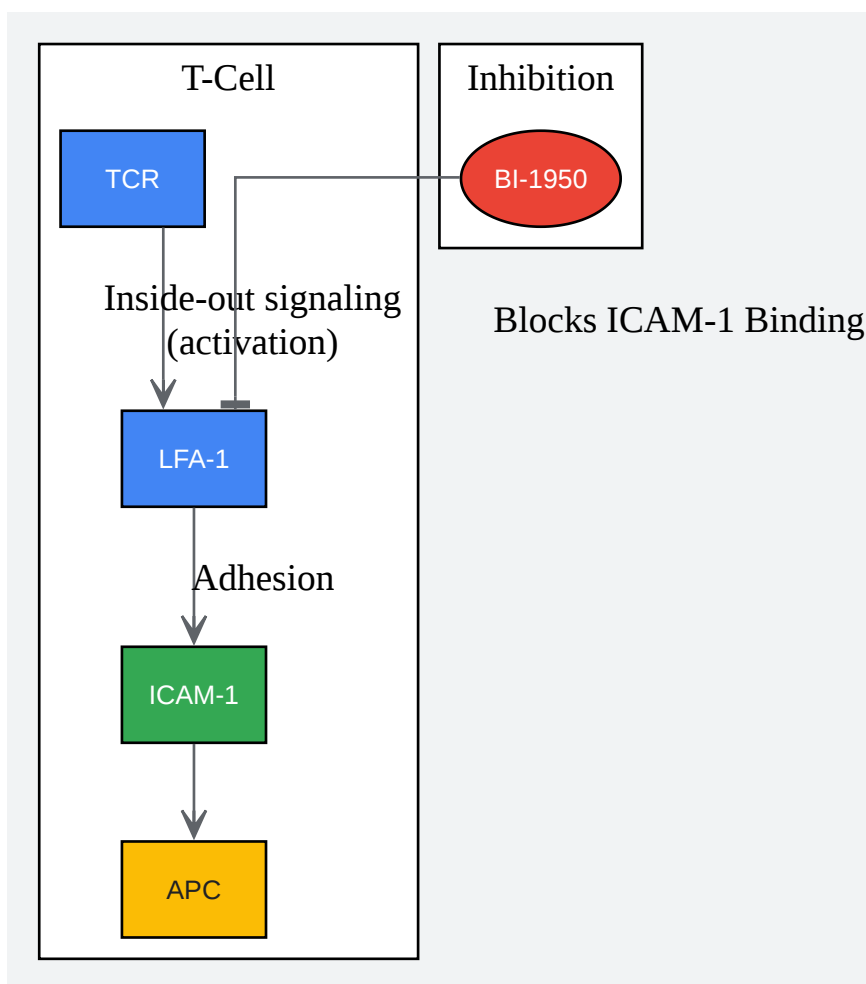 T-Cell
Inhibition
TCR
BI-1950
Inside-out signaling
(activation)
Blocks ICAM-1 Binding
LFA-1
Adhesion
ICAM-1
APC